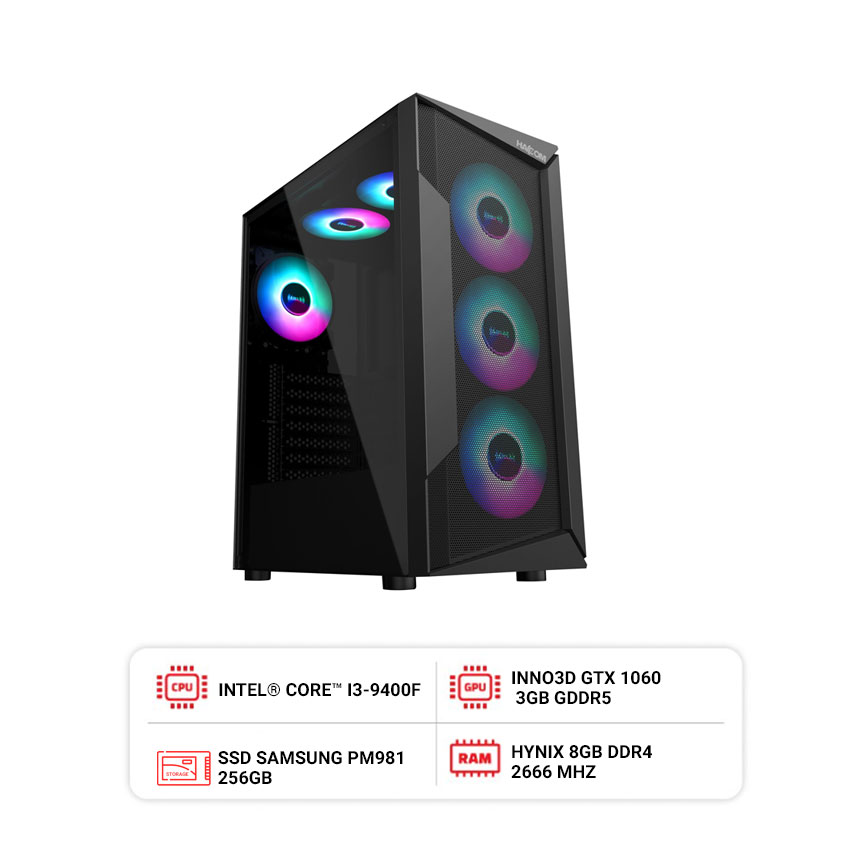 HACOM
CPU
INTEL® CORE™ I3-9400F
GPU
INNO3D GTX 1060
3GB GDDR5
STORAGE
SSD SAMSUNG PM981
256GB
RAM
HYNIX 8GB DDR4
2666 MHZ